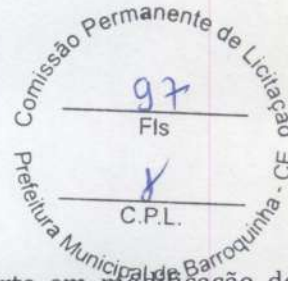 Comissão Permanente de Licitação
97
Fls
C.P.L.
Prefeitura Municipal de Barroquinha - CE